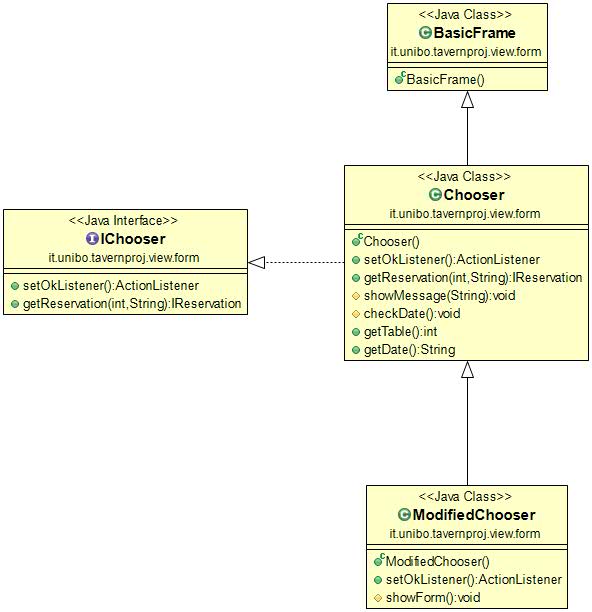 <<Java Class>>
BasicFrame
it.unibo.tavernproj.view.form
BasicFrame()
<<Java Class>>
Chooser
it.unibo.tavernproj.view.form
Chooser()
setOkListener():ActionListener
getReservation(int,String):IReservation
showMessage(String):void
checkDate():void
getTable():int
getDate():String
<<Java Interface>>
IChooser
it.unibo.tavernproj.view.form
setOkListener():ActionListener
getReservation(int,String):IReservation
<<Java Class>>
ModifiedChooser
it.unibo.tavernproj.view.form
ModifiedChooser()
setOkListener():ActionListener
showForm():void